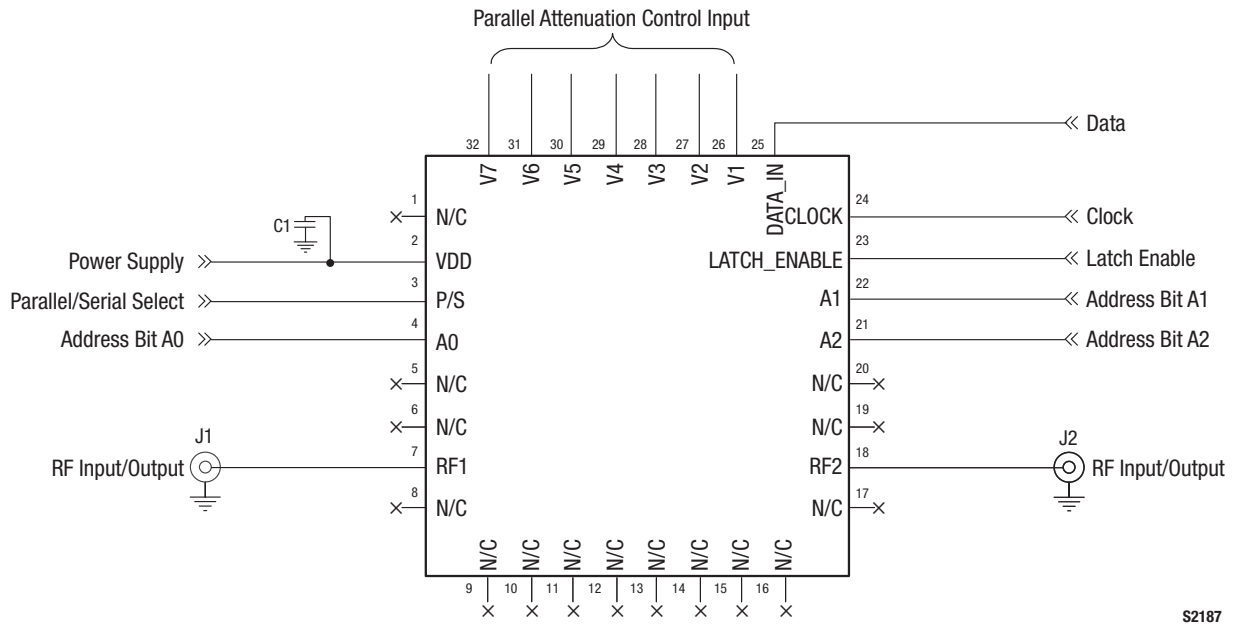 Parallel Attenuation Control Input
Data
32 31 30 29 28 27 26 25
V7 V6 V5 V4 V3 V2 V1 DATA_IN
1
N/C
24
CLOCK
Clock
C1
2
Power Supply
VDD
23
LATCH_ENABLE
Latch Enable
3
Parallel/Serial Select
P/S
22
A1
Address Bit A1
4
Address Bit A0
A0
21
A2
Address Bit A2
5
N/C
20
N/C
6
N/C
19
N/C
J1
RF Input/Output
7
RF1
18
RF2
J2
RF Input/Output
8
N/C
17
N/C
N/C N/C N/C N/C N/C N/C N/C N/C
9 10 11 12 13 14 15 16
S2187